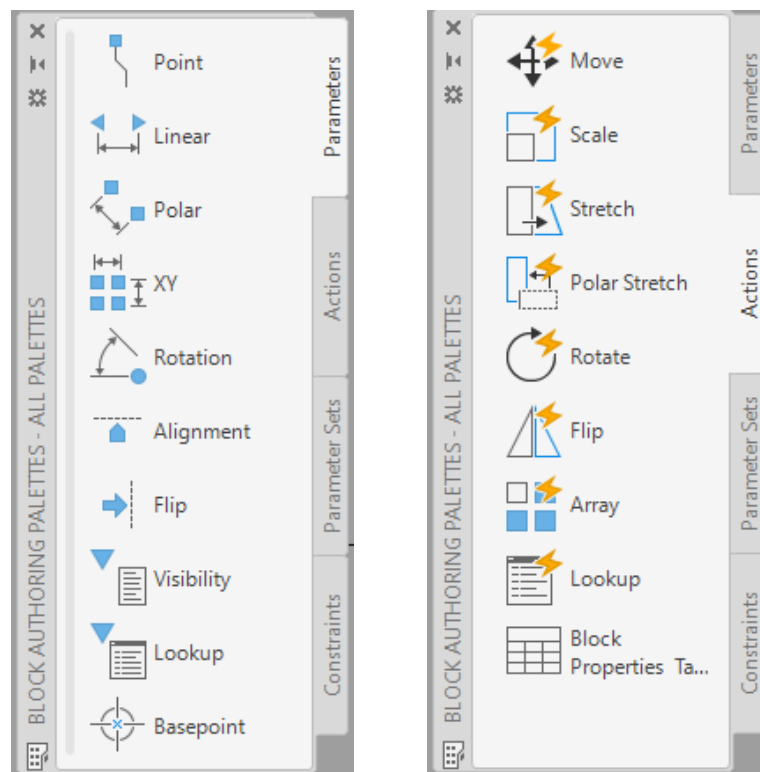 Point
Linear
Polar
XY
Rotation
Alignment
Flip
Visibility
Lookup
Basepoint
Parameters
Actions
Parameter Sets
Constraints
BLOCK AUTHORING PALETTES - ALL PALETTES
Move
Scale
Stretch
Polar Stretch
Rotate
Flip
Array
Lookup
Block
Properties Ta...
Parameters
Actions
Parameter Sets
Constraints
BLOCK AUTHORING PALETTES - ALL PALETTES